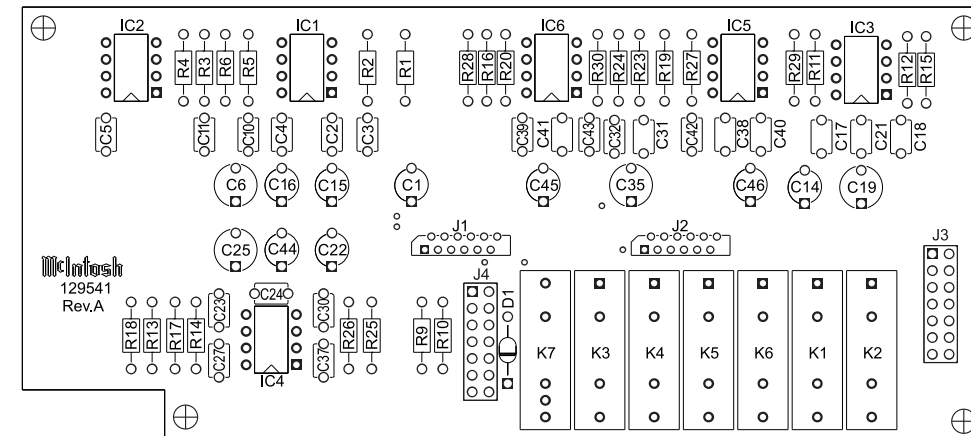 IC2 IC1 IC6 IC5 IC3
R4 R3 R6 R5 R2 R1 R28 R16 R20 R30 R24 R23 R19 R27 R29 R11 R12 R15
C5 C11 C10 C4 C2 C3 C39 C41 C43 C32 C31 C42 C38 C40 C17 C21 C18
C6 C16 C15 C1 C45 C35 C46 C14 C19
J1 J2 J3
C25 C44 C22
McIntosh
129541
Rev.A
J4 D1
C23 C24 C30
R18 R13 R17 R14 R26 R25 R9 R10
C27 C37
K7 K3 K4 K5 K6 K1 K2
IC4